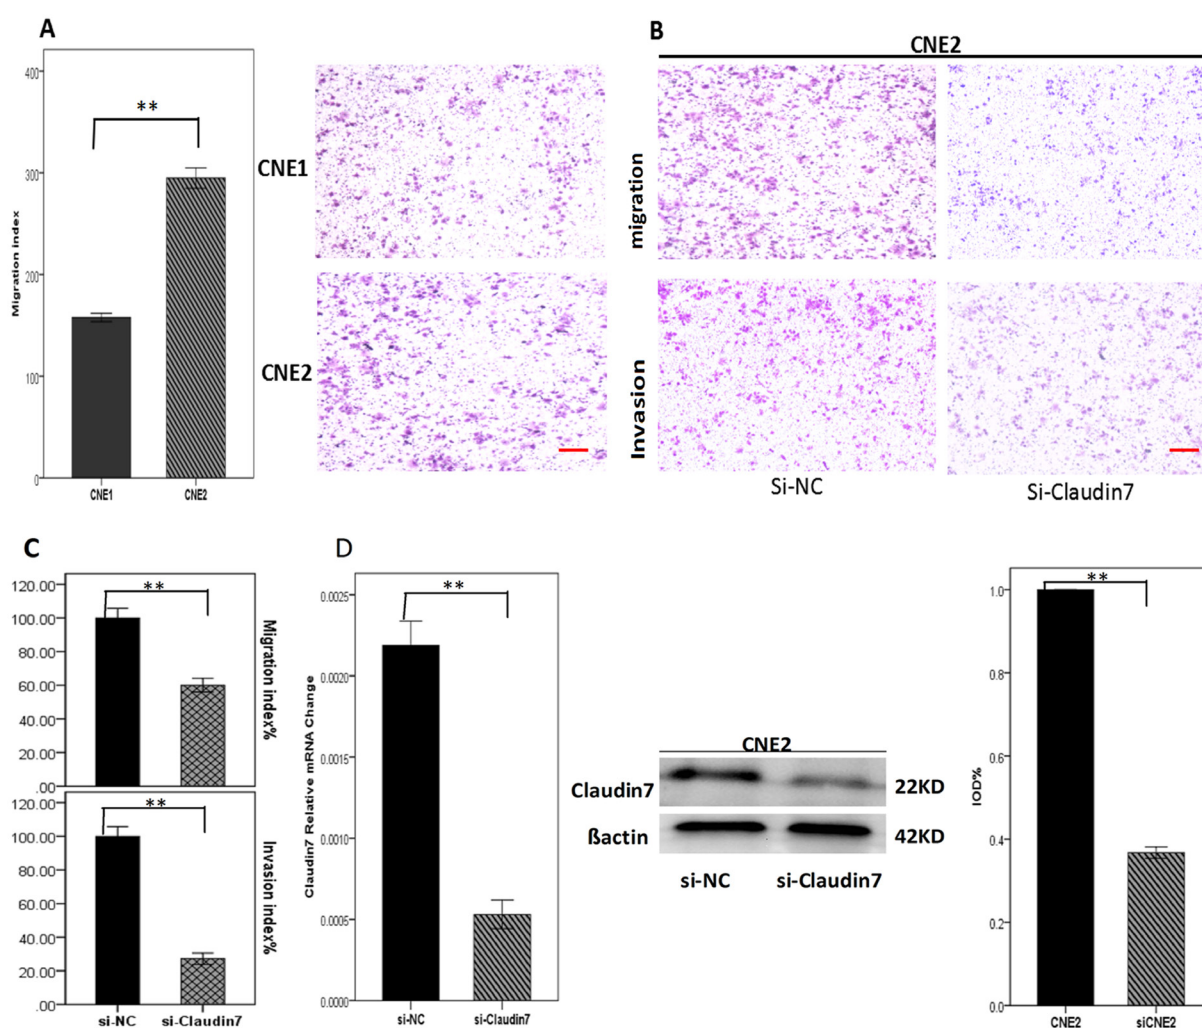 A
400
300
200
100
0
Migration index
**
CNE1
CNE2
CNE1
CNE2
B
CNE2
migration
Invasion
Si-NC
Si-Claudin7
C
120.00
100.00
80.00
60.00
40.00
20.00
.00
**
Migration index%
120.00
100.00
80.00
60.00
40.00
20.00
.00
**
Invasion index%
si-NC
si-Claudin7
D
0.0025
0.0020
0.0015
0.0010
0.0005
0.0000
Claudin7 Relative mRNA Change
**
si-NC
si-Claudin7
CNE2
Claudin7
22KD
ßactin
42KD
si-NC
si-Claudin7
1.0
0.8
0.6
0.4
0.2
0.0
IOD%
**
CNE2
siCNE2